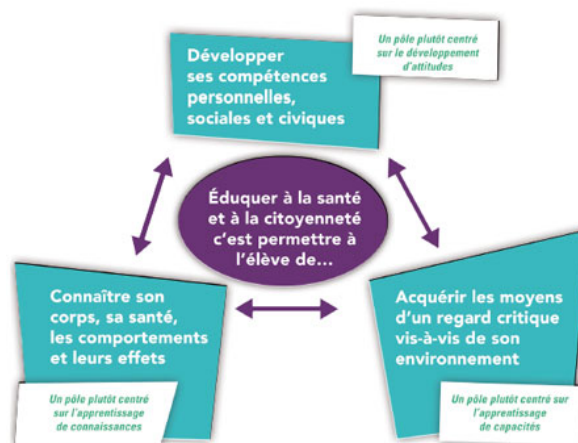 Développer
ses compétences
personnelles,
sociales et civiques
Un pôle plutôt centré
sur le développement
d'attitudes
Éduquer à la santé
et à la citoyenneté
c'est permettre à
l'élève de...
Connaître son
corps, sa santé,
les comportements
et leurs effets
Un pôle plutôt centré
sur l'apprentissage
de connaissances
Acquérir les moyens
d'un regard critique
vis-à-vis de son
environnement
Un pôle plutôt centré sur
l'apprentissage
de capacités